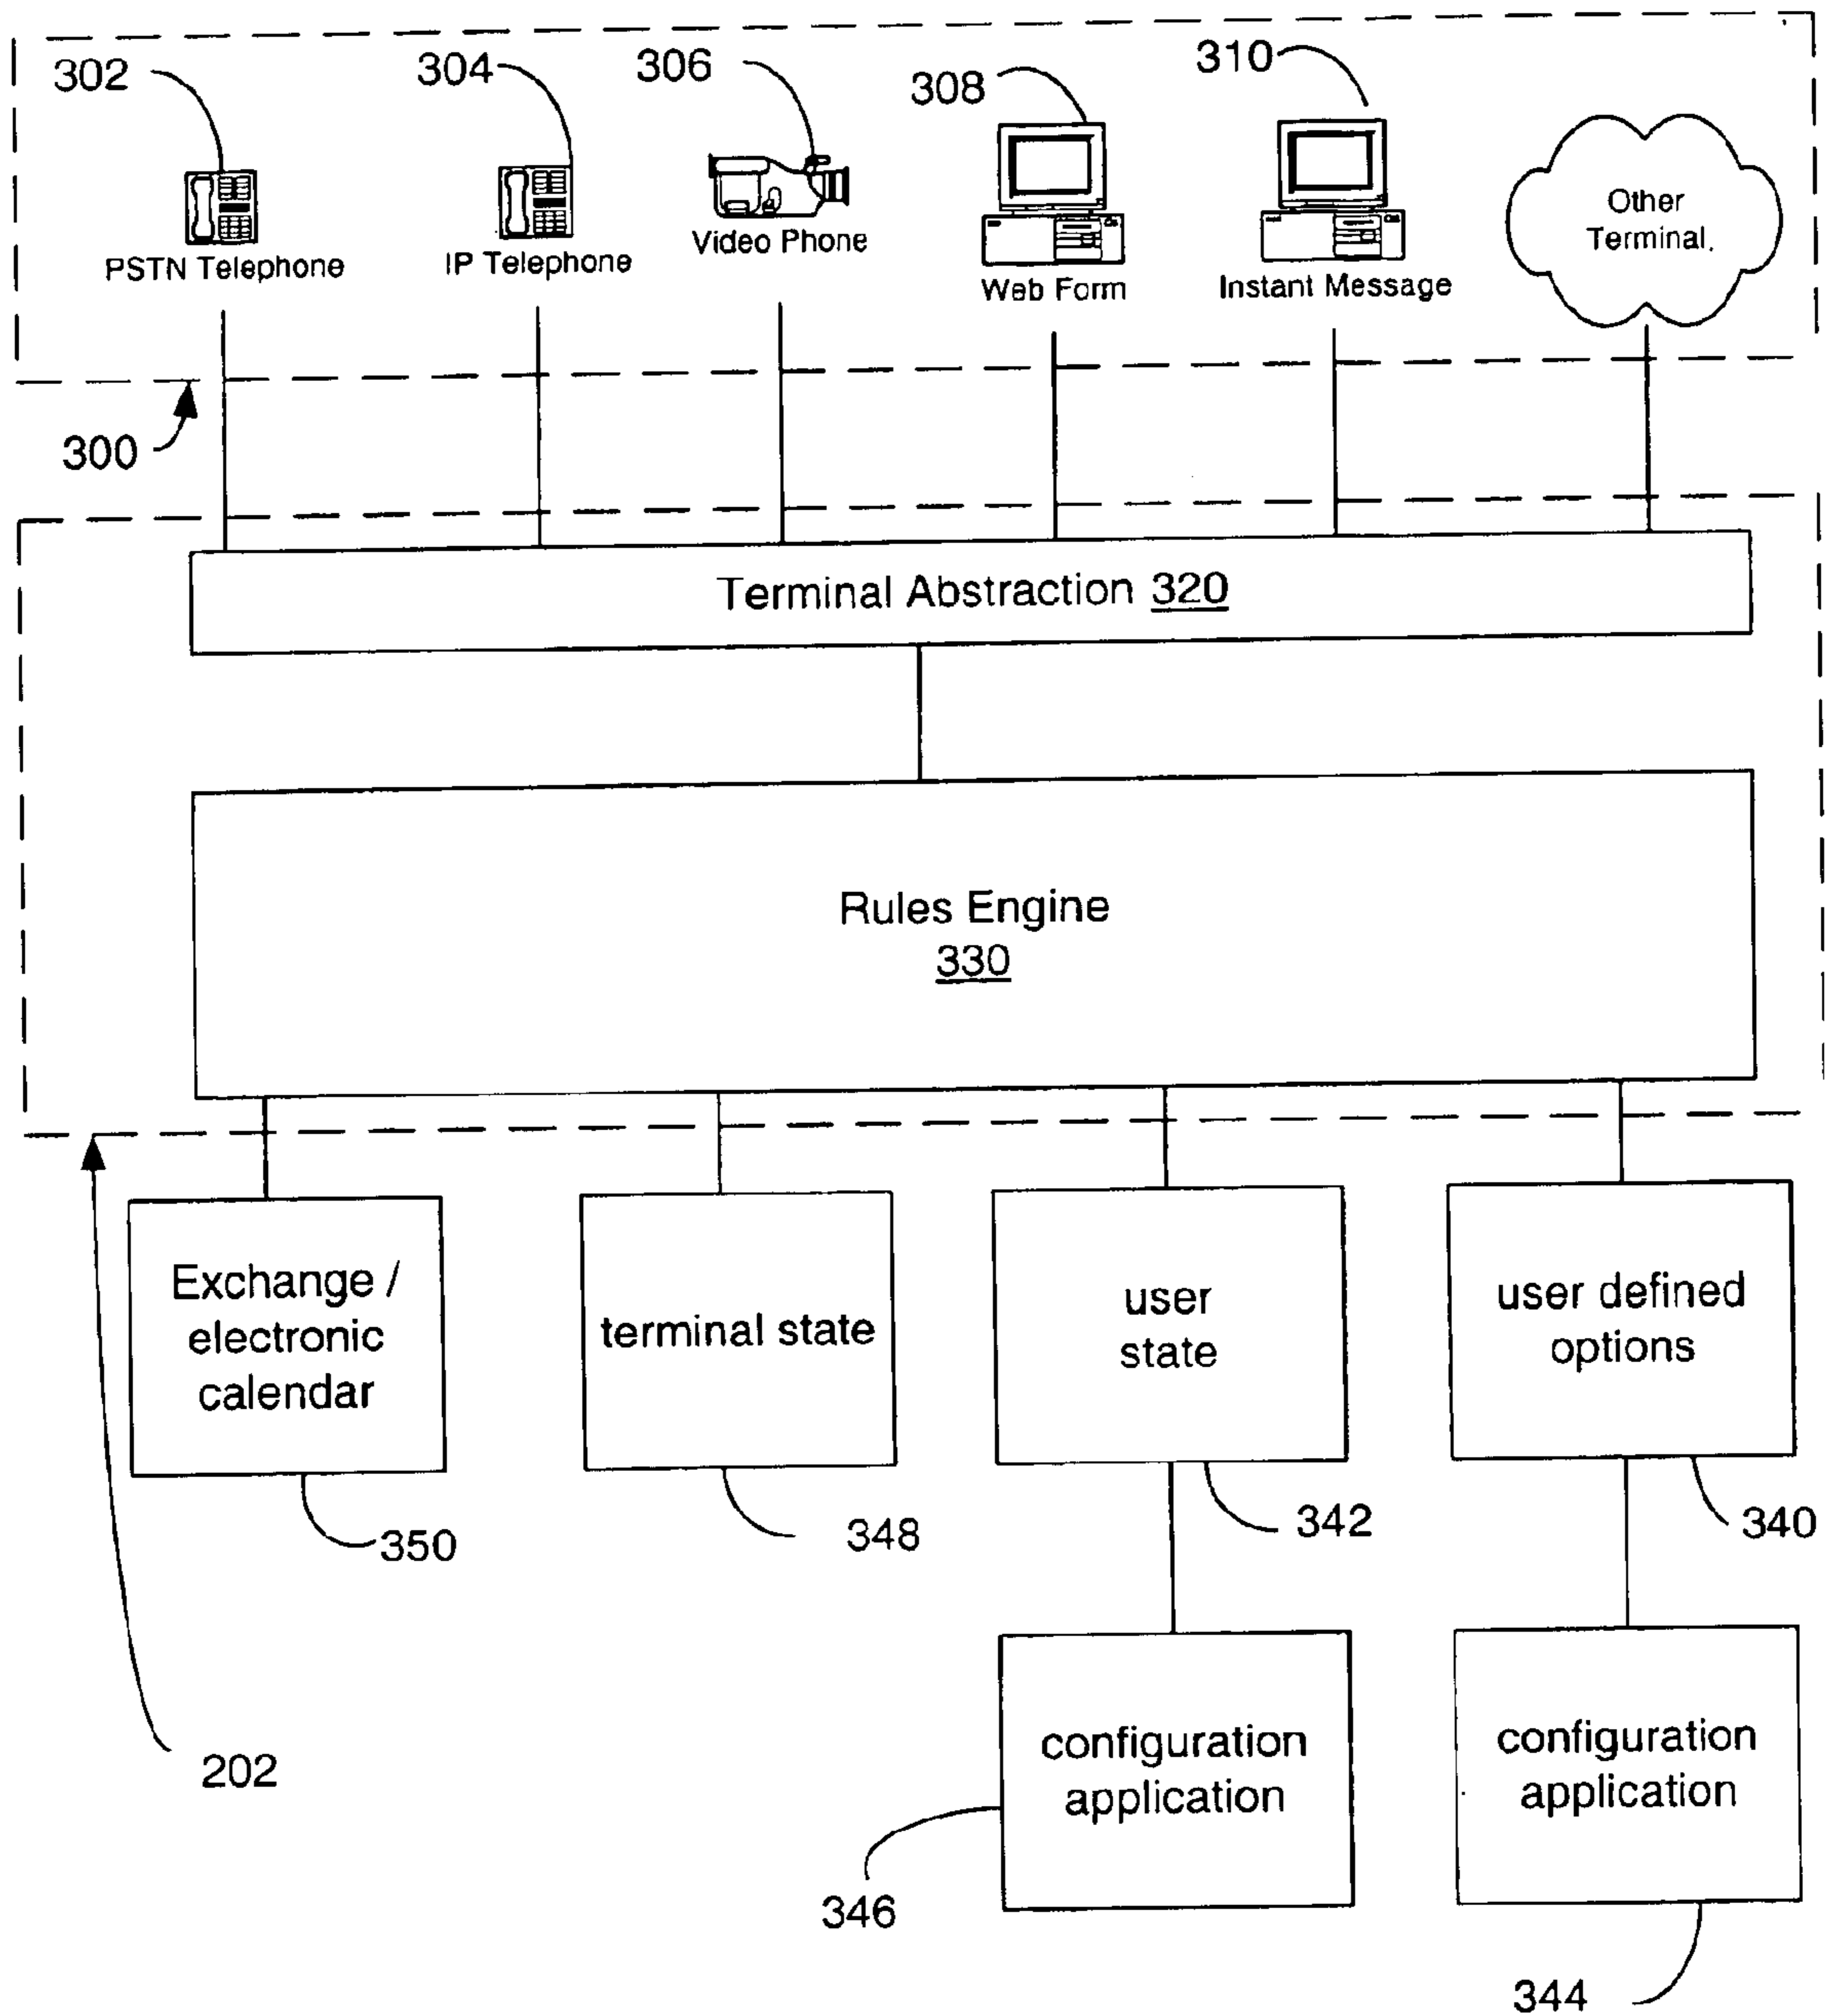 302
304
306
308
310
PSTN Telephone
IP Telephone
Video Phone
Web Form
Instant Message
Other
Terminal.
300
Terminal Abstraction 320
Rules Engine
330
Exchange /
electronic
calendar
terminal state
user
state
user defined
options
350
348
342
340
202
configuration
application
configuration
application
346
344